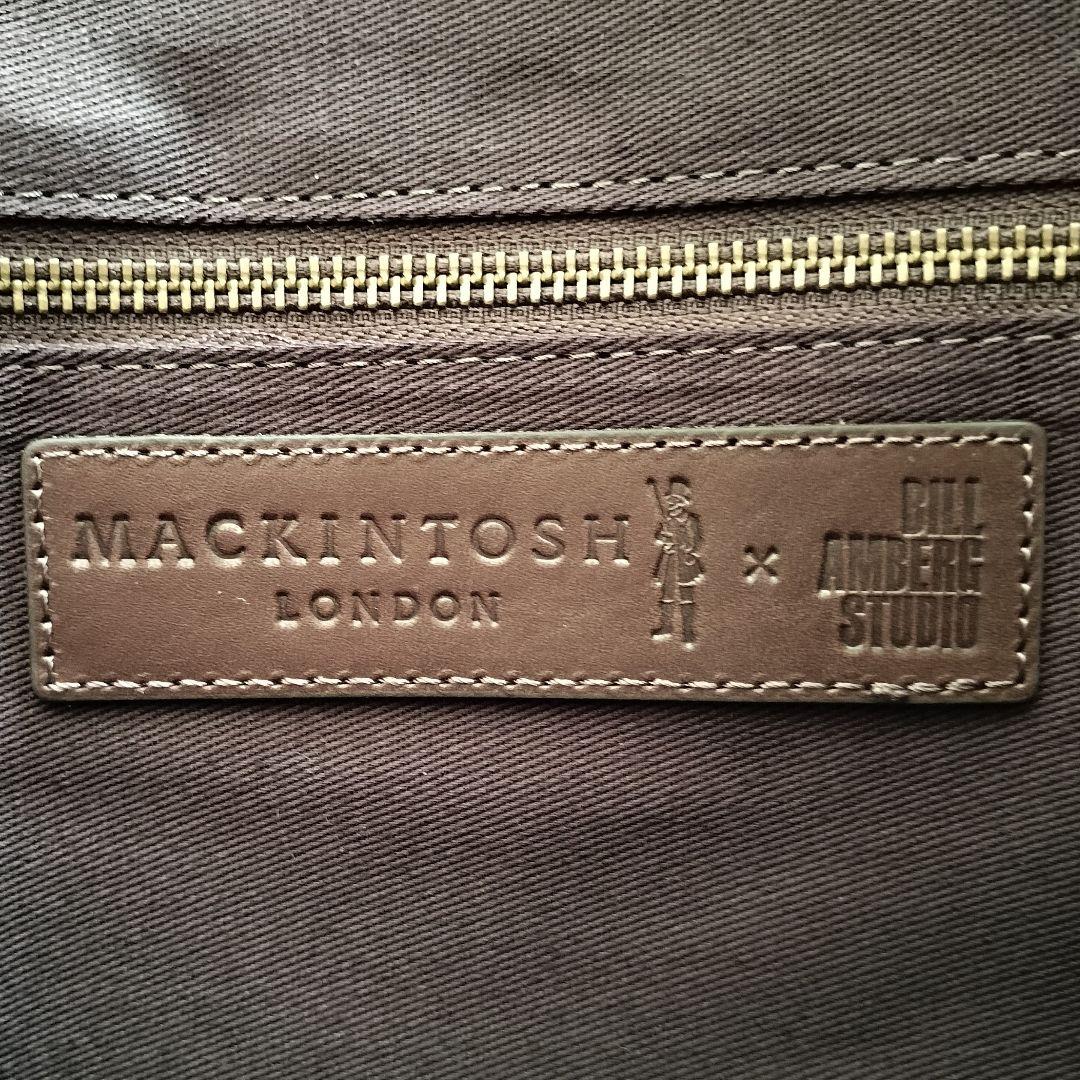 MACKINTOSH
LONDON
×
BILL
AMBERG
STUDIO